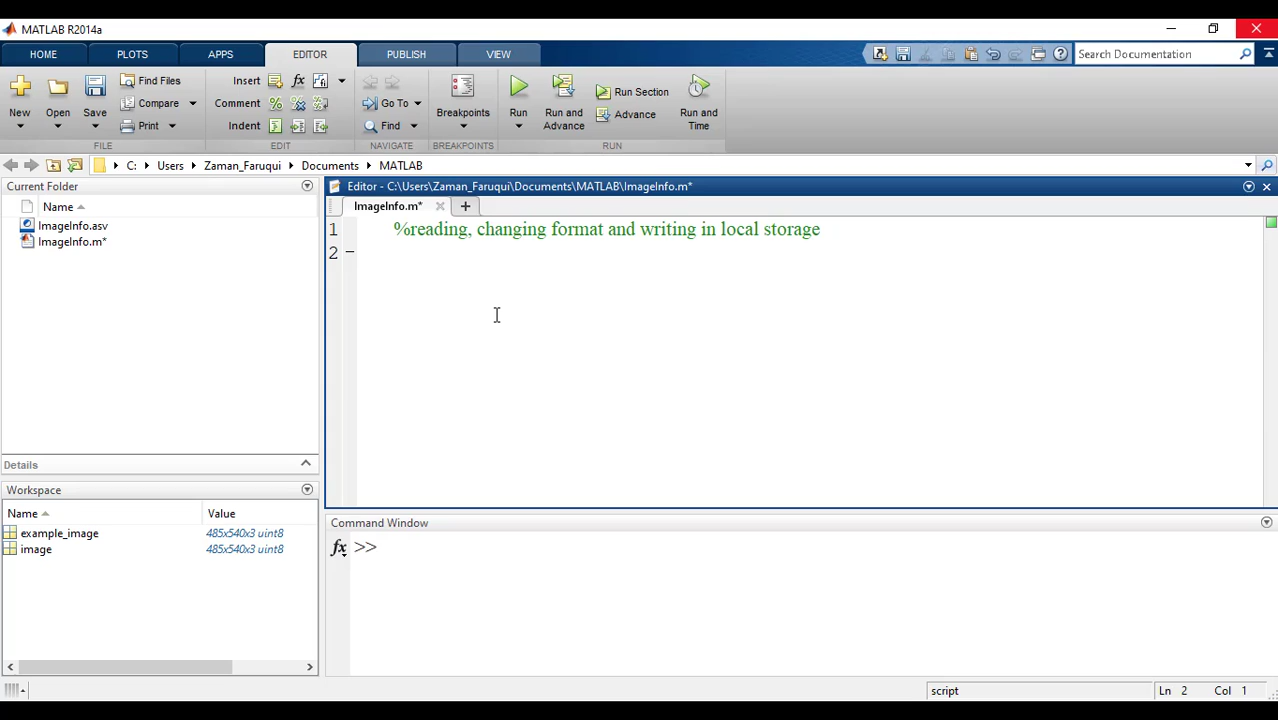 MATLAB R2014a
HOME PLOTS APPS EDITOR PUBLISH VIEW Search Documentation
Find Files Insert fx Run Section
New Open Save Compare Comment Go To Breakpoints Run Run and Advance Advance Run and Time
Print Indent Find
FILE EDIT NAVIGATE BREAKPOINTS RUN
C: Users Zaman_Faruqui Documents MATLAB
Current Folder
Name
ImageInfo.asv
ImageInfo.m*
Details
Workspace
Name Value
example_image 485x540x3 uint8
image 485x540x3 uint8
Editor - C:\Users\Zaman_Faruqui\Documents\MATLAB\ImageInfo.m*
ImageInfo.m*
1 %reading, changing format and writing in local storage
2 –
Command Window
fx >>
script Ln 2 Col 1